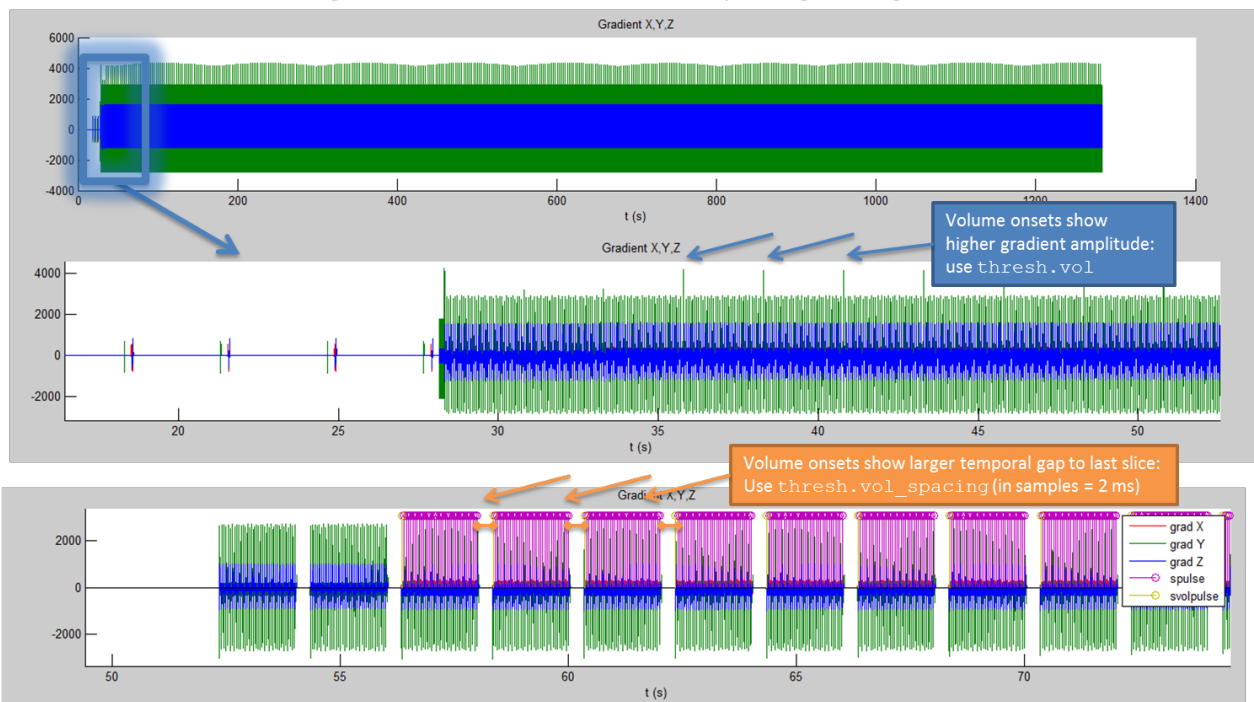 Gradient X,Y,Z
6000
4000
2000
0
-2000
-4000
0 200 400 600 800 1000 1200 1400
t (s)
Volume onsets show
higher gradient amplitude:
use thresh.vol
Gradient X,Y,Z
4000
2000
0
-2000
20 25 30 35 40 45 50
t (s)
Volume onsets show larger temporal gap to last slice:
Use thresh.vol_spacing (in samples = 2 ms)
X,Y,Z
2000
0
-2000
grad X
grad Y
grad Z
spulse
svolpulse
50 55 60 65 70
t (s)